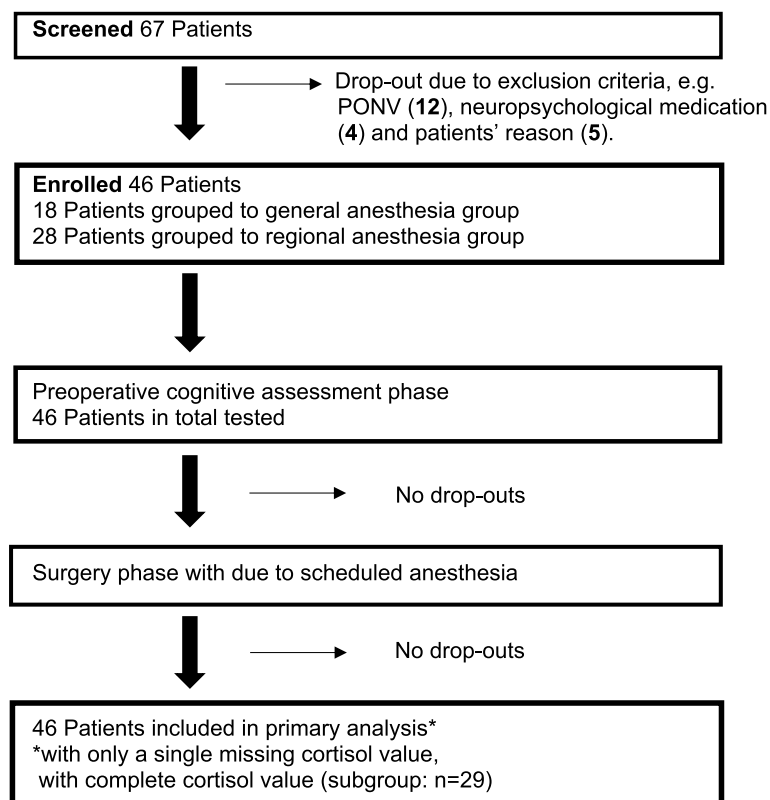 Screened 67 Patients
Drop-out due to exclusion criteria, e.g.
PONV (12), neuropsychological medication
(4) and patients’ reason (5).
Enrolled 46 Patients
18 Patients grouped to general anesthesia group
28 Patients grouped to regional anesthesia group
Preoperative cognitive assessment phase
46 Patients in total tested
No drop-outs
Surgery phase with due to scheduled anesthesia
No drop-outs
46 Patients included in primary analysis*
*with only a single missing cortisol value,
with complete cortisol value (subgroup: n=29)